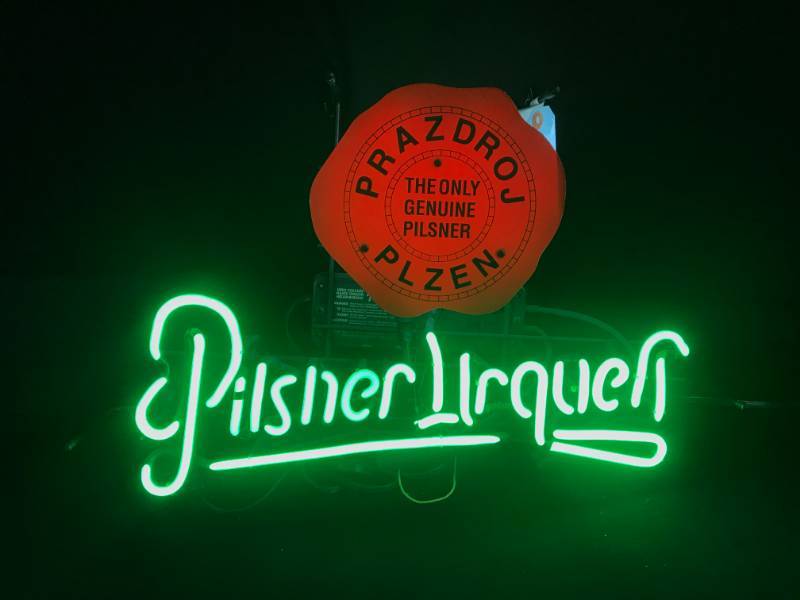 PRAZDROJ
THE ONLY
GENUINE
PILSNER
PLZEN
Pilsner Urquell